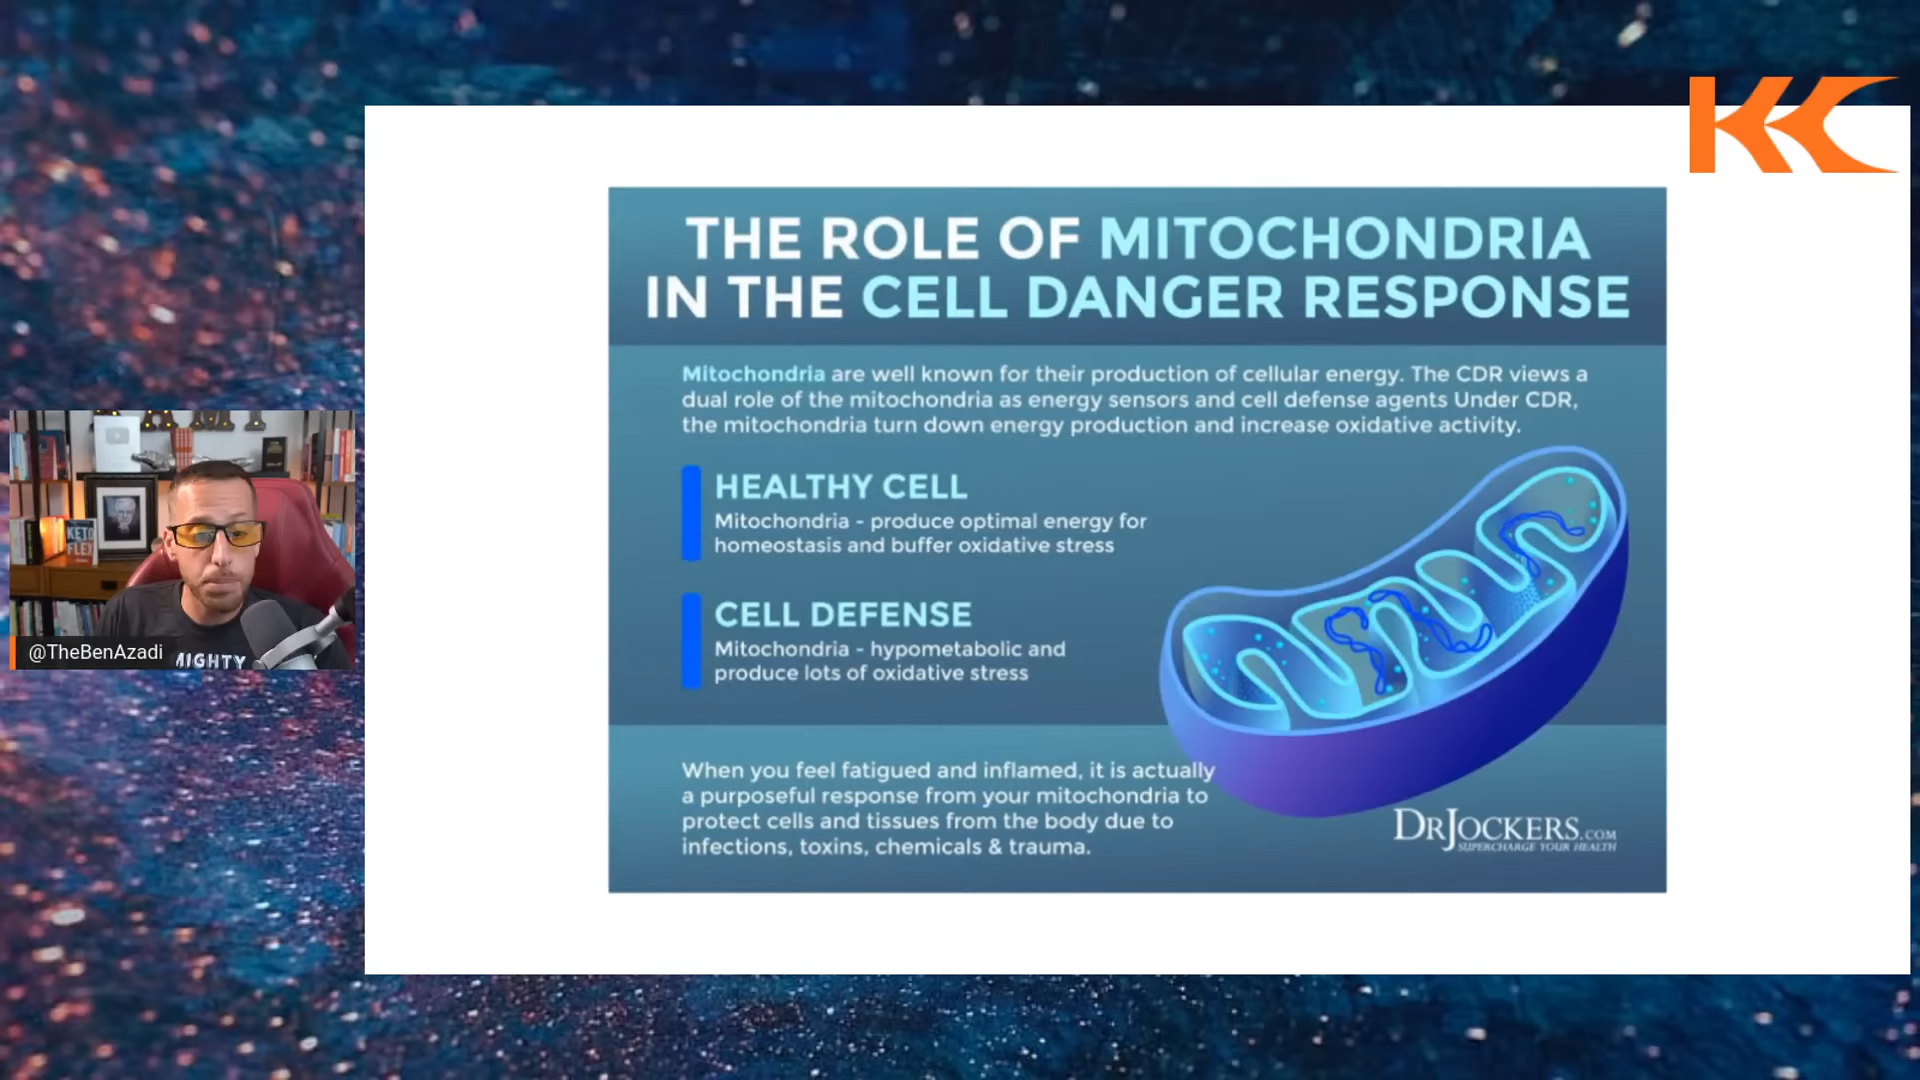 THE ROLE OF MITOCHONDRIA
IN THE CELL DANGER RESPONSE
Mitochondria are well known for their production of cellular energy. The CDR views a
dual role of the mitochondria as energy sensors and cell defense agents Under CDR,
the mitochondria turn down energy production and increase oxidative activity.
HEALTHY CELL
Mitochondria - produce optimal energy for
homeostasis and buffer oxidative stress
CELL DEFENSE
Mitochondria - hypometabolic and
produce lots of oxidative stress
When you feel fatigued and inflamed, it is actually
a purposeful response from your mitochondria to
protect cells and tissues from the body due to
infections, toxins, chemicals & trauma.
DRJOCKERS.COM
SUPERCHARGE YOUR HEALTH
KETO
FLEX
@TheBenAzadi
MIGHTY
KK